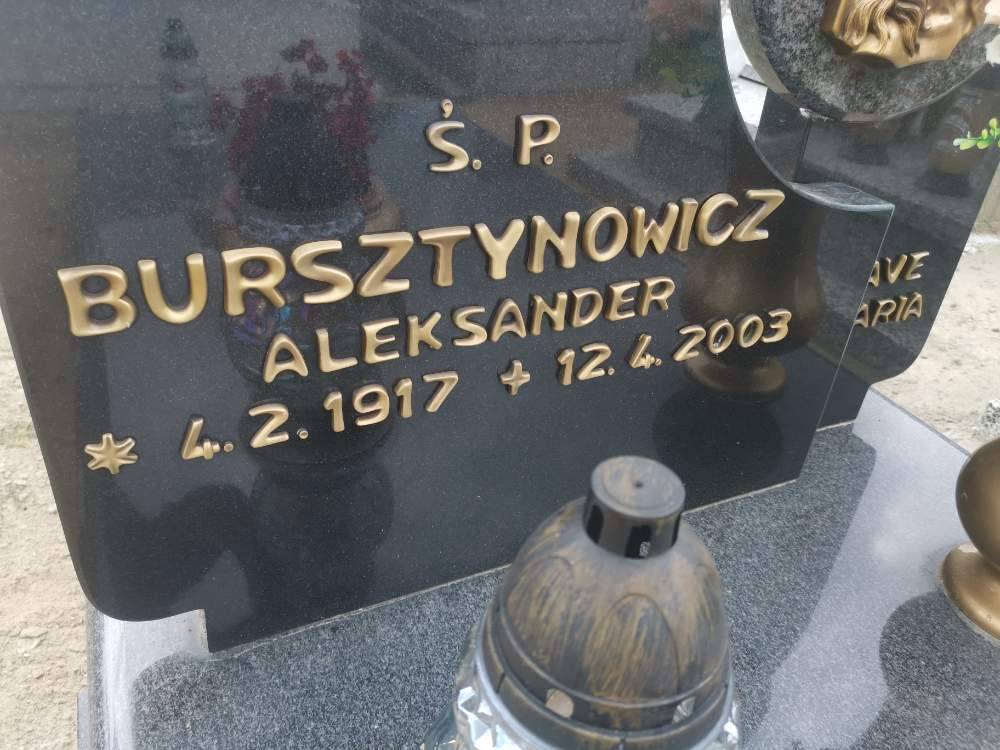 Ś. P.
BURSZTYNOWICZ
ALEKSANDER
* 4. 2. 1917 + 12. 4. 2003
AVE
ARIA